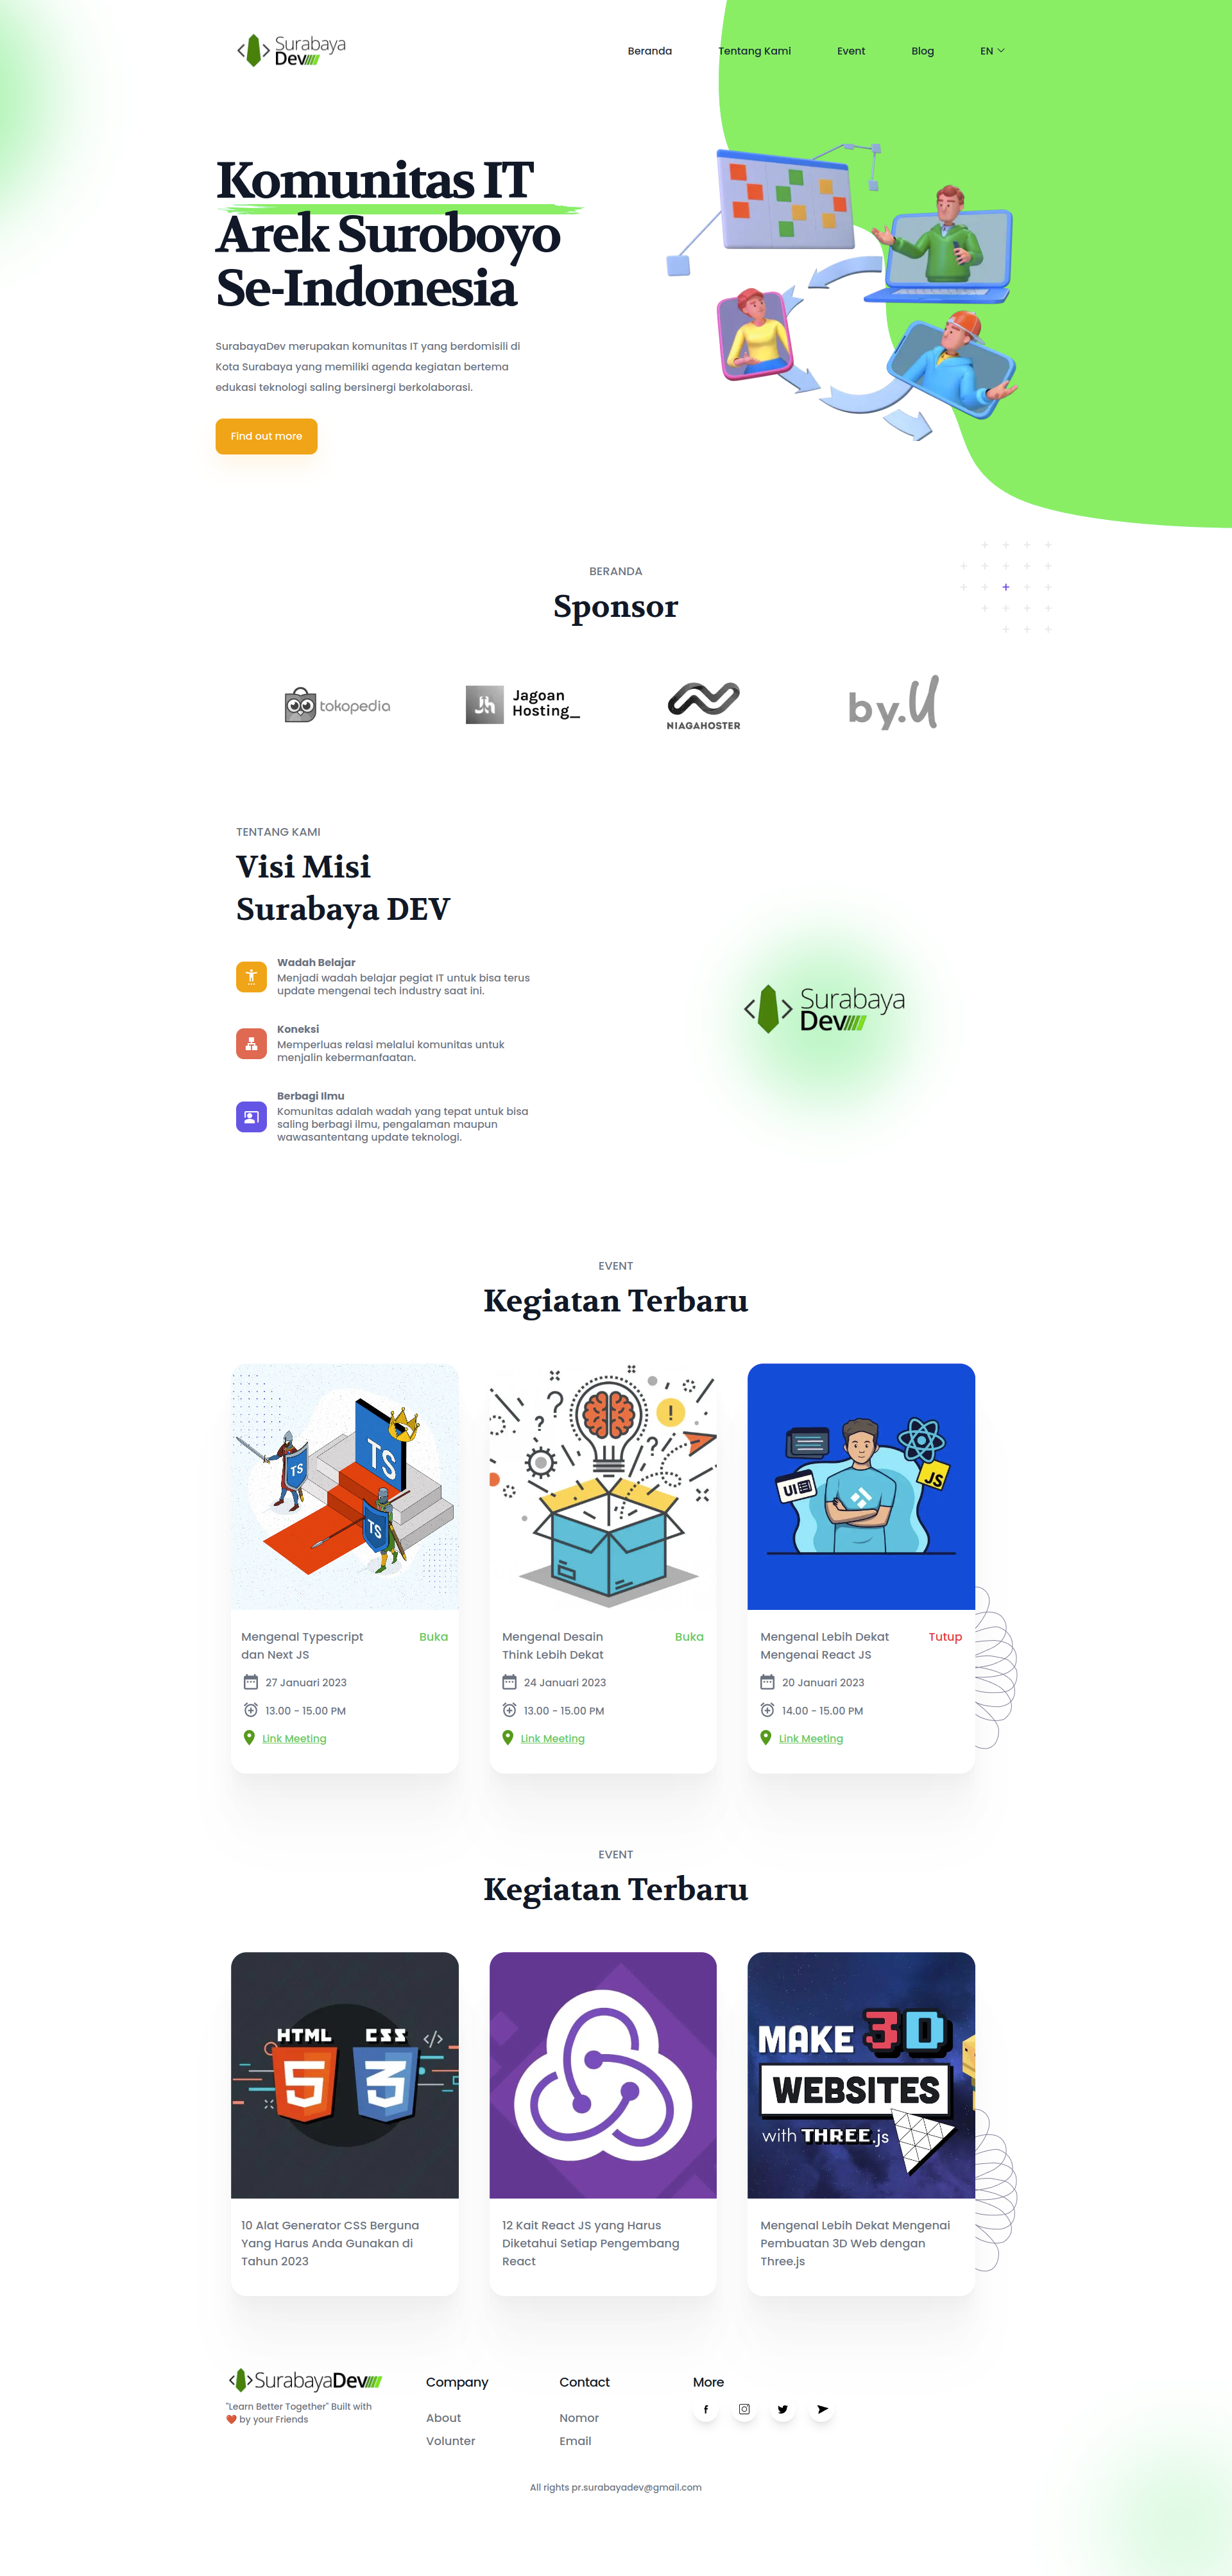 Surabaya
Dev
Beranda
Tentang Kami
Event
Blog
EN
Komunitas IT
Arek Suroboyo
Se-Indonesia
SurabayaDev merupakan komunitas IT yang berdomisili di
Kota Surabaya yang memiliki agenda kegiatan bertema
edukasi teknologi saling bersinergi berkolaborasi.
Find out more
BERANDA
Sponsor
tokopedia
Jagoan
Hosting_
NIAGAHOSTER
by.U
TENTANG KAMI
Visi Misi
Surabaya DEV
Wadah Belajar
Menjadi wadah belajar pegiat IT untuk bisa terus
update mengenai tech industry saat ini.
Koneksi
Memperluas relasi melalui komunitas untuk
menjalin kebermanfaatan.
Berbagi Ilmu
Komunitas adalah wadah yang tepat untuk bisa
saling berbagi ilmu, pengalaman maupun
wawasantentang update teknologi.
Surabaya
Dev
EVENT
Kegiatan Terbaru
TS
TS
TS
UI
JS
Mengenal Typescript
dan Next JS
Buka
27 Januari 2023
13.00 - 15.00 PM
Link Meeting
Mengenal Desain
Think Lebih Dekat
Buka
24 Januari 2023
13.00 - 15.00 PM
Link Meeting
Mengenal Lebih Dekat
Mengenai React JS
Tutup
20 Januari 2023
14.00 - 15.00 PM
Link Meeting
EVENT
Kegiatan Terbaru
HTML
5
CSS
3
</>
MAKE 3D
WEBSITES
with THREE.js
10 Alat Generator CSS Berguna
Yang Harus Anda Gunakan di
Tahun 2023
12 Kait React JS yang Harus
Diketahui Setiap Pengembang
React
Mengenal Lebih Dekat Mengenai
Pembuatan 3D Web dengan
Three.js
SurabayaDev
"Learn Better Together" Built with
❤️ by your Friends
Company
About
Volunter
Contact
Nomor
Email
More
All rights pr.surabayadev@gmail.com